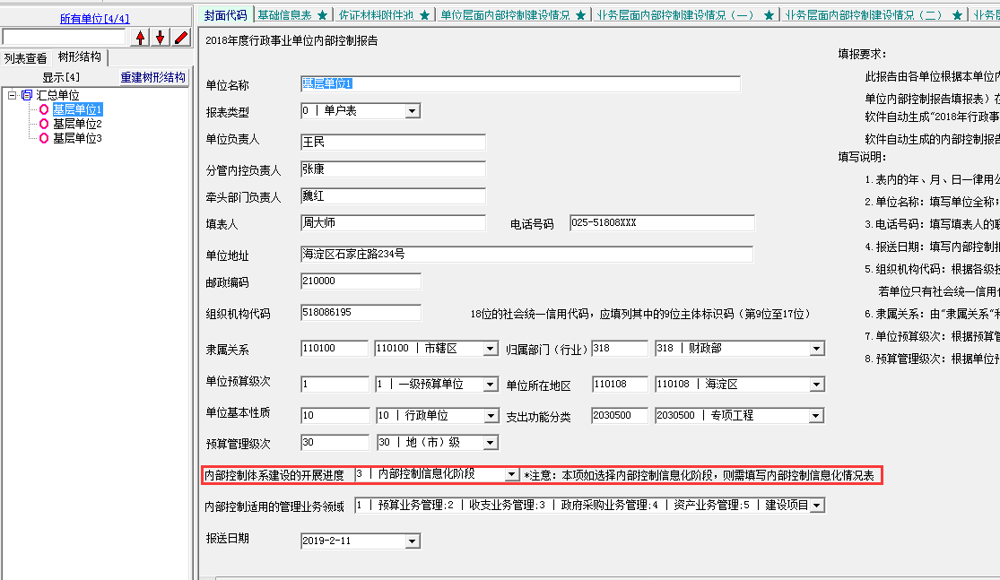 所有单位[4/4]
列表查看 树形结构
显示[4] 重建树形结构
汇总单位
基层单位1
基层单位2
基层单位3
封面代码 基础信息表 ★ 佐证材料附件池 ★ 单位层面内部控制建设情况 ★ 业务层面内部控制建设情况（一） ★ 业务层面内部控制建设情况（二） ★ 业务层
2018年度行政事业单位内部控制报告
单位名称 基层单位1
报表类型 0 | 单户表
单位负责人 王民
分管内控负责人 张康
牵头部门负责人 魏红
填表人 周大师 电话号码 025-51808XXX
单位地址 海淀区石家庄路234号
邮政编码 210000
组织机构代码 518086195 18位的社会统一信用代码，应填列其中的9位主体标识码（第9位至17位）
隶属关系 110100 110100 | 市辖区 归属部门（行业） 318 318 | 财政部
单位预算级次 1 1 | 一级预算单位 单位所在地区 110108 110108 | 海淀区
单位基本性质 10 10 | 行政单位 支出功能分类 2030500 2030500 | 专项工程
预算管理级次 30 30 | 地（市）级
内部控制体系建设的开展进度 3 | 内部控制信息化阶段 *注意：本项如选择内部控制信息化阶段，则需填写内部控制信息化情况表
内部控制适用的管理业务领域 1 | 预算业务管理;2 | 收支业务管理;3 | 政府采购业务管理;4 | 资产业务管理;5 | 建设项目
报送日期 2019-2-11
填报要求：
此报告由各单位根据本单位内
单位内部控制报告填报表）在
软件自动生成“2018年行政事
软件自动生成的内部控制报告
填写说明：
1.表内的年、月、日一律用公
2.单位名称：填写单位全称；
3.电话号码：填写填表人的联
4.报送日期：填写内部控制报
5.组织机构代码：根据各级技
若单位只有社会统一信用代
6.隶属关系：由“隶属关系”和
7.单位预算级次：根据预算管
8.预算管理级次：根据单位预